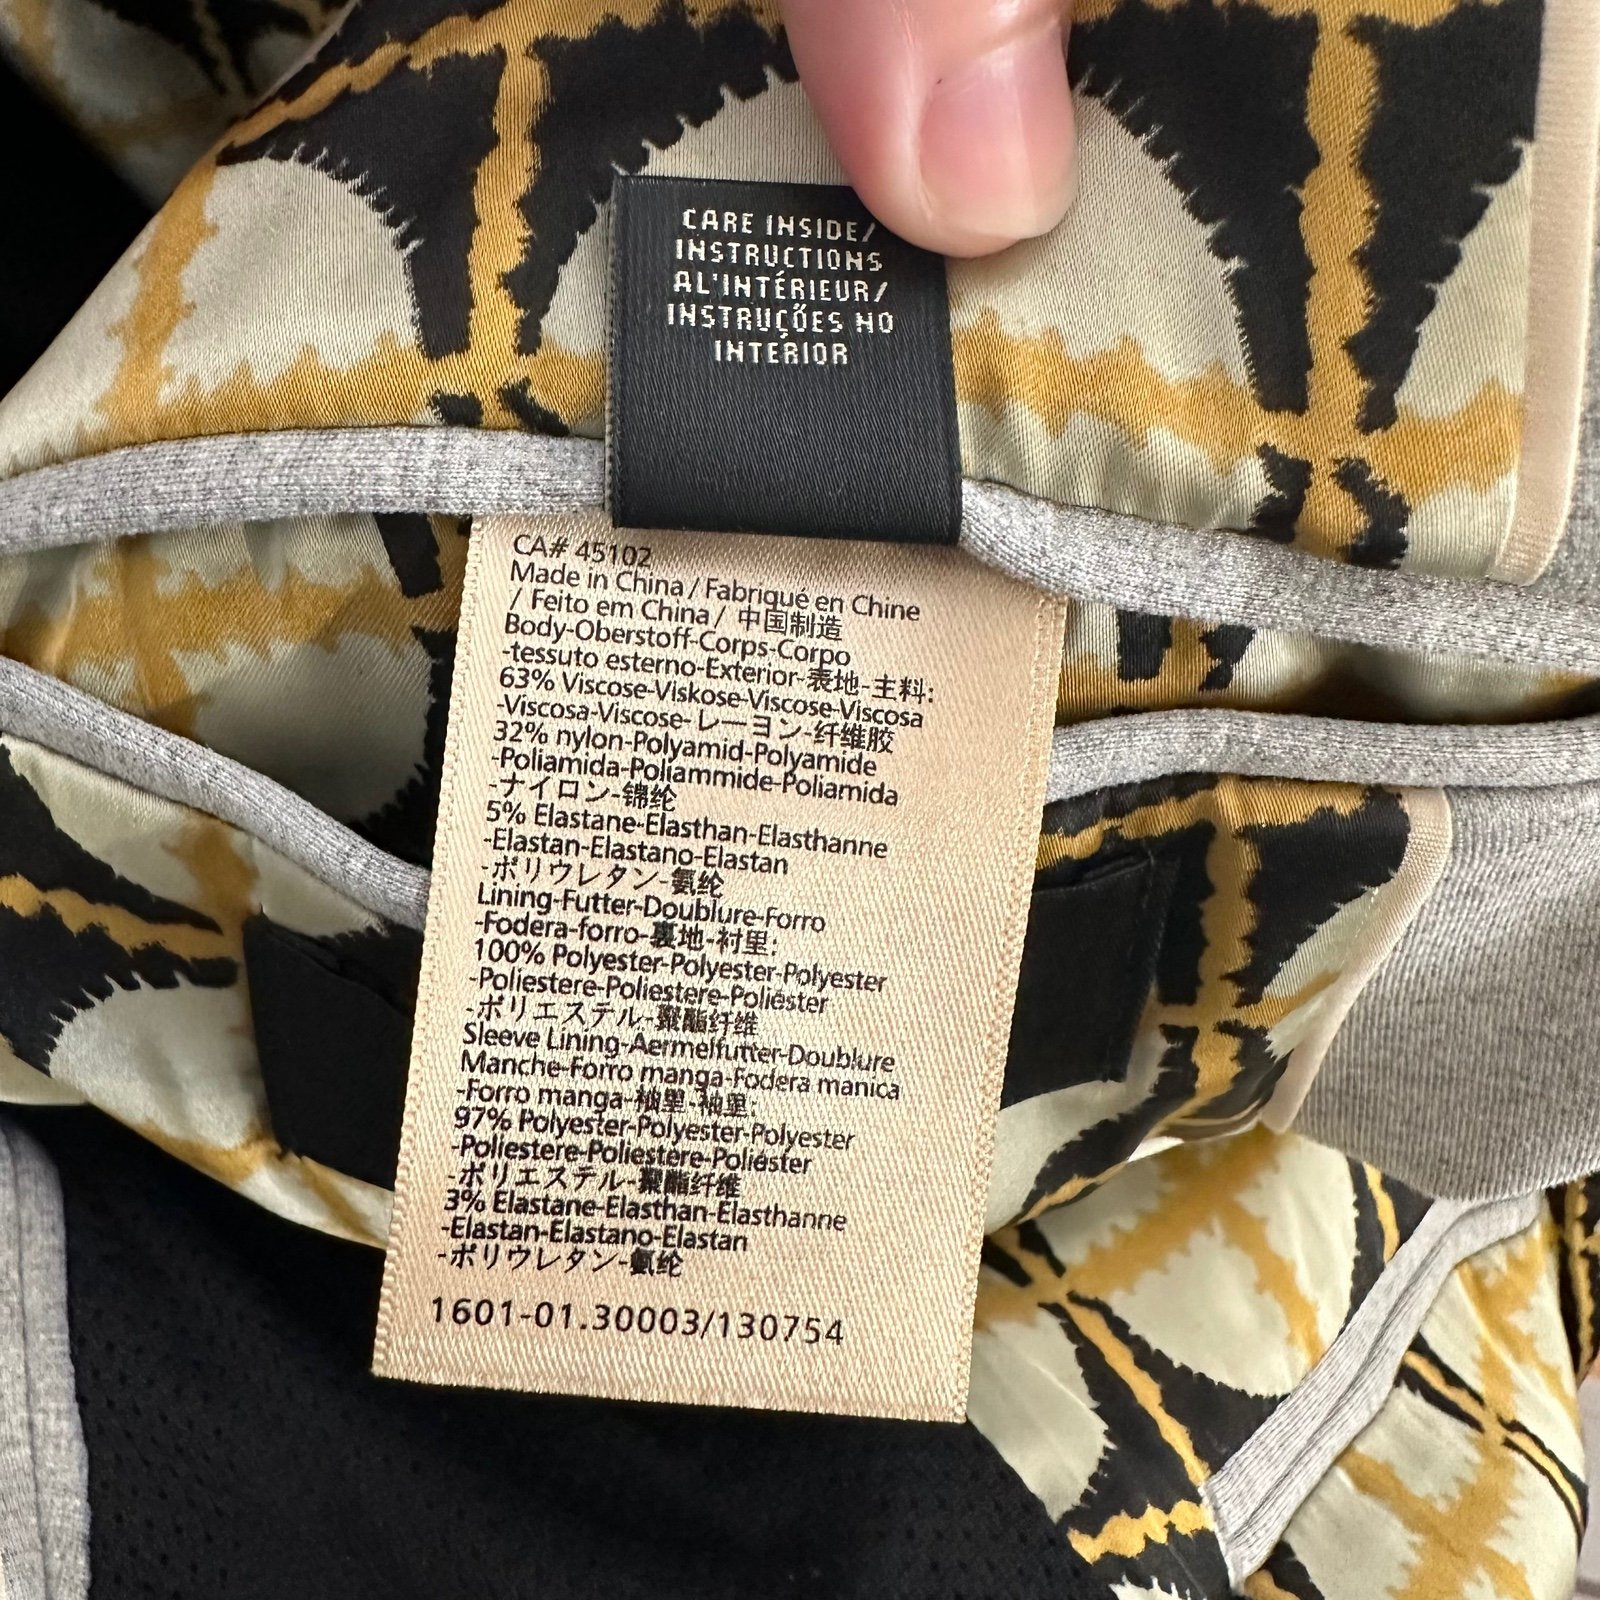 CARE INSIDE/
INSTRUCTIONS
AL'INTÉRIEUR/
INSTRUÇÕES NO
INTERIOR
CA# 45102
Made in China / Fabriqué en Chine
/ Feito em China / 中国制造
Body-Oberstoff-Corps-Corpo
-tessuto esterno-Exterior-表地-主料:
63% Viscose-Viskose-Viscose-Viscosa
-Viscosa-Viscose-レーヨン-纤维胶
32% nylon-Polyamid-Polyamide
-Poliamida-Poliammide-Poliamida
-ナイロン-锦纶
5% Elastane-Elasthan-Elasthanne
-Elastan-Elastano-Elastan
-ポリウレタン-氨纶
Lining-Futter-Doublure-Forro
-Fodera-forro-裏地-衬里:
100% Polyester-Polyester-Polyester
-Poliestere-Poliestere-Poliéster
-ポリエステル-聚酯纤维
Sleeve Lining-Aermelfutter-Doublure
Manche-Forro manga-Fodera manica
-Forro manga-袖里-袖里:
97% Polyester-Polyester-Polyester
-Poliestere-Poliestere-Poliéster
-ポリエステル-聚酯纤维
3% Elastane-Elasthan-Elasthanne
-Elastan-Elastano-Elastan
-ポリウレタン-氨纶
1601-01.30003/130754